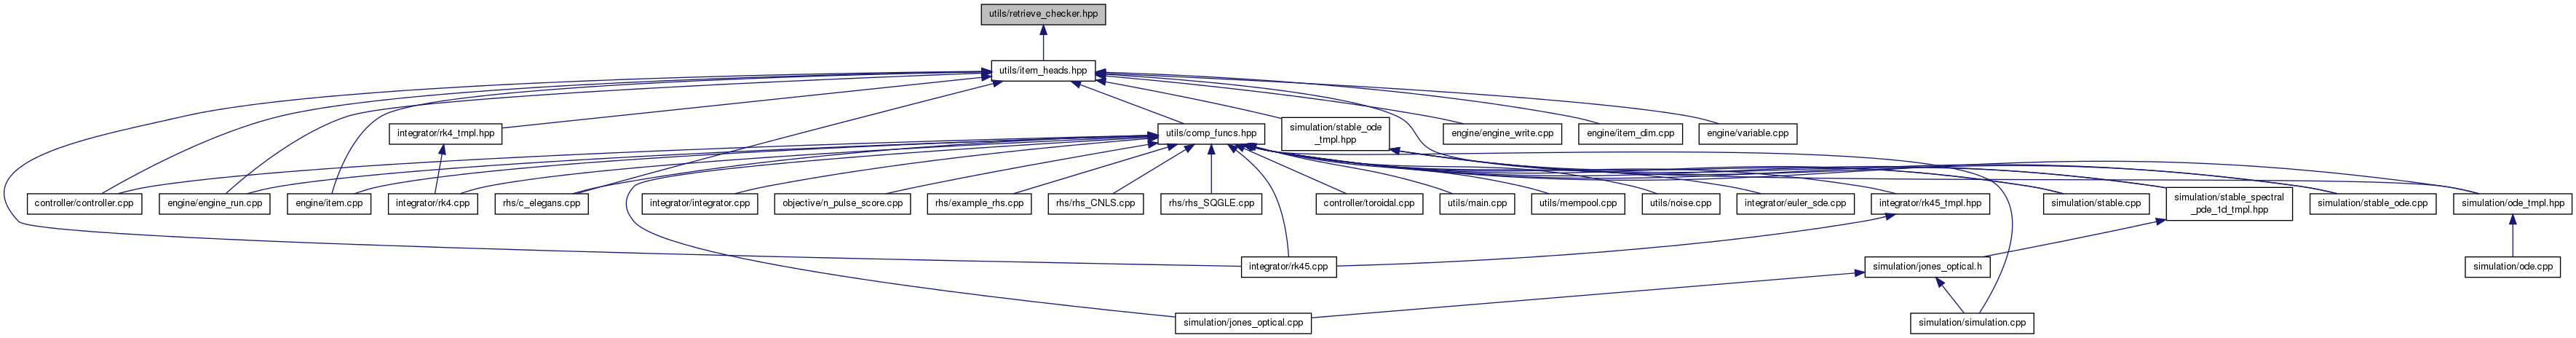 utils/retrieve_checker.hpp
utils/item_heads.hpp
integrator/rk4_tmpl.hpp
utils/comp_funcs.hpp
simulation/stable_ode
_tmpl.hpp
engine/engine_write.cpp
engine/item_dim.cpp
engine/variable.cpp
controller/controller.cpp
engine/engine_run.cpp
engine/item.cpp
integrator/rk4.cpp
rhs/c_elegans.cpp
integrator/integrator.cpp
objective/n_pulse_score.cpp
rhs/example_rhs.cpp
rhs/rhs_CNLS.cpp
rhs/rhs_SQGLE.cpp
controller/toroidal.cpp
utils/main.cpp
utils/mempool.cpp
utils/noise.cpp
integrator/euler_sde.cpp
integrator/rk45_tmpl.hpp
simulation/stable.cpp
simulation/stable_spectral
_pde_1d_tmpl.hpp
simulation/stable_ode.cpp
simulation/ode_tmpl.hpp
integrator/rk45.cpp
simulation/jones_optical.h
simulation/ode.cpp
simulation/jones_optical.cpp
simulation/simulation.cpp